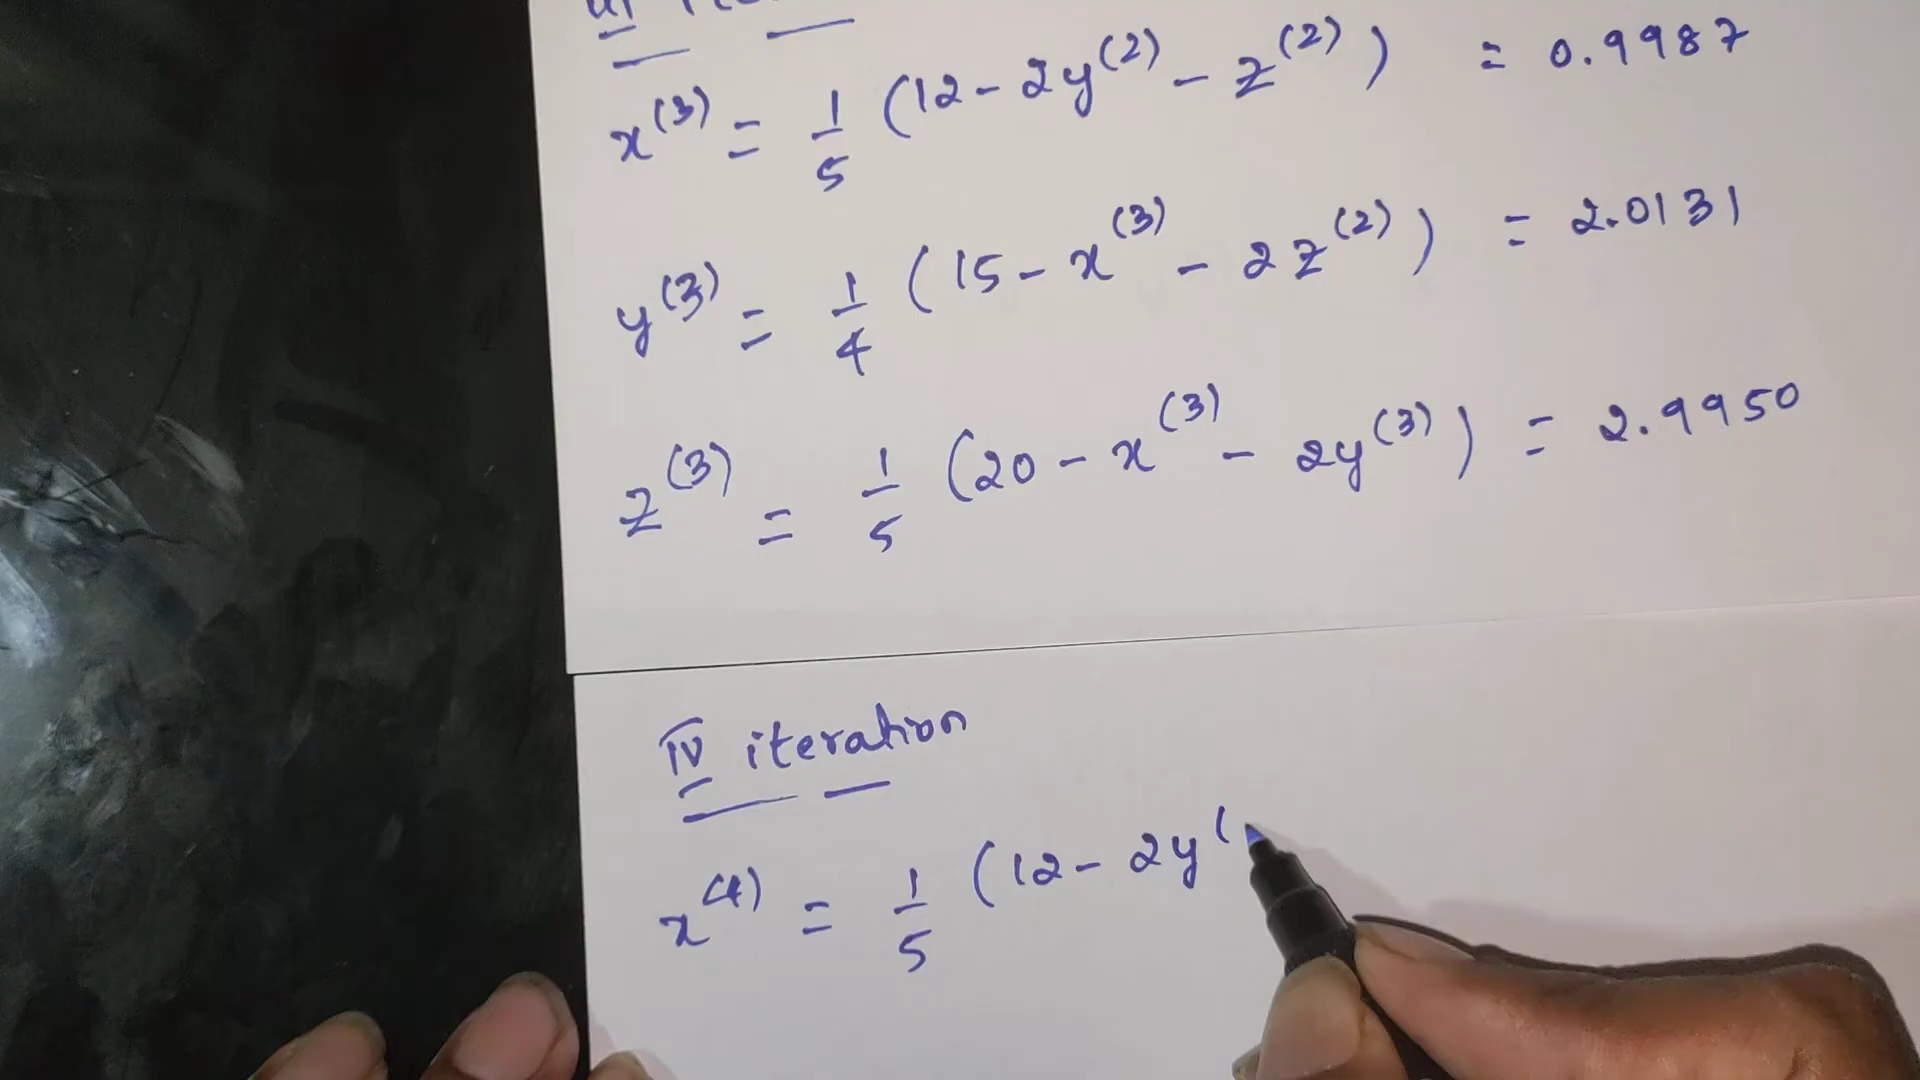 x^(3) = 1/5 (12 - 2y^(2) - z^(2)) = 0.9987
y^(3) = 1/4 (15 - x^(3) - 2z^(2)) = 2.0131
z^(3) = 1/5 (20 - x^(3) - 2y^(3)) = 2.9950
IV iteration
x^(4) = 1/5 (12 - 2y^(